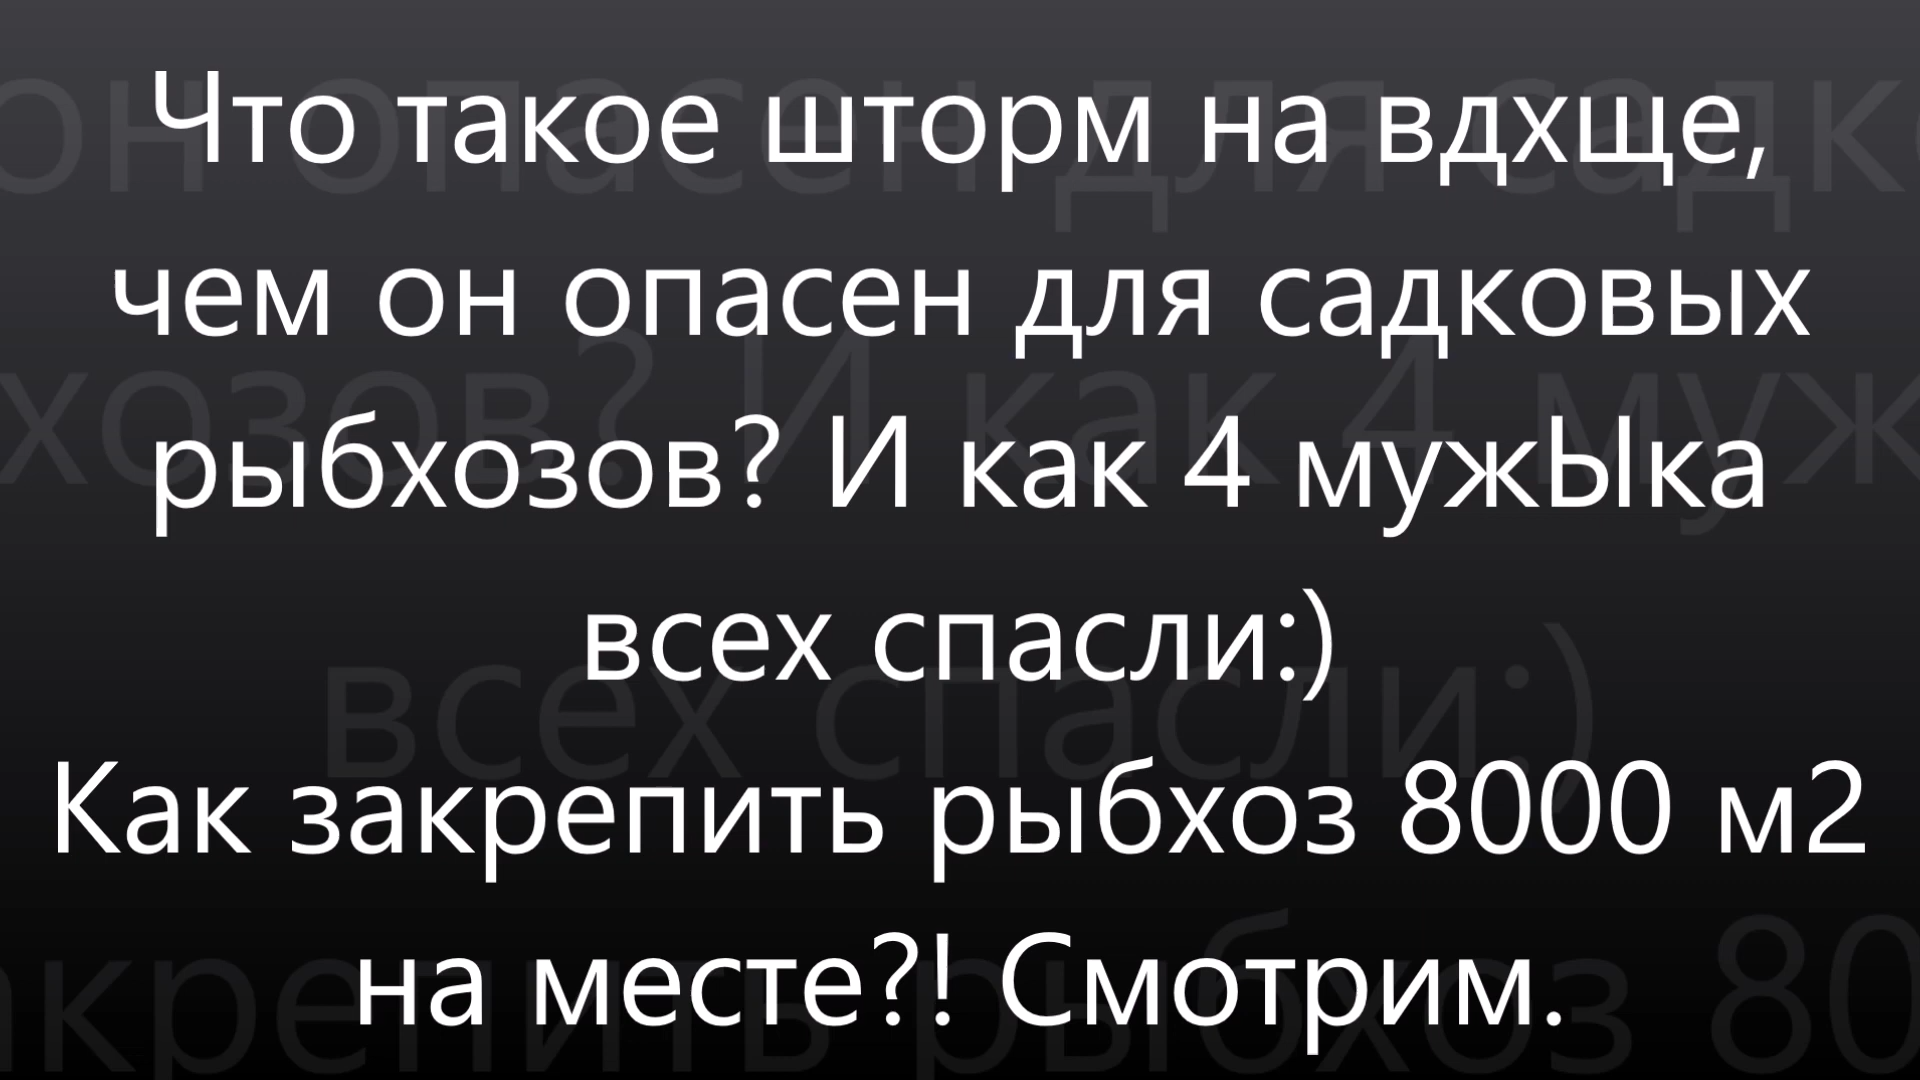 Что такое шторм на вдхще,
чем он опасен для садковых
рыбхозов? И как 4 мужЫка
всех спасли:)
Как закрепить рыбхоз 8000 м2
на месте?! Смотрим.